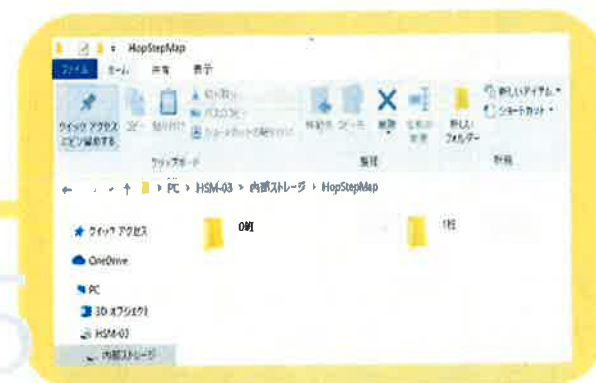 HopStepMap
ファイル ホーム 共有 表示
クイック アクセス
にピン留めする
コピー 貼り付け
切り取り
パスのコピー
ショートカットの貼り付け
移動先 コピー先 削除 名前の
変更
新しい
フォルダー
新しいアイテム
ショートカット
クリップボード 整理 新規
PC HSM-03 内部ストレージ HopStepMap
クイック アクセス
OneDrive
PC
3D オブジェクト
HSM-03
内部ストレージ
0班 1班